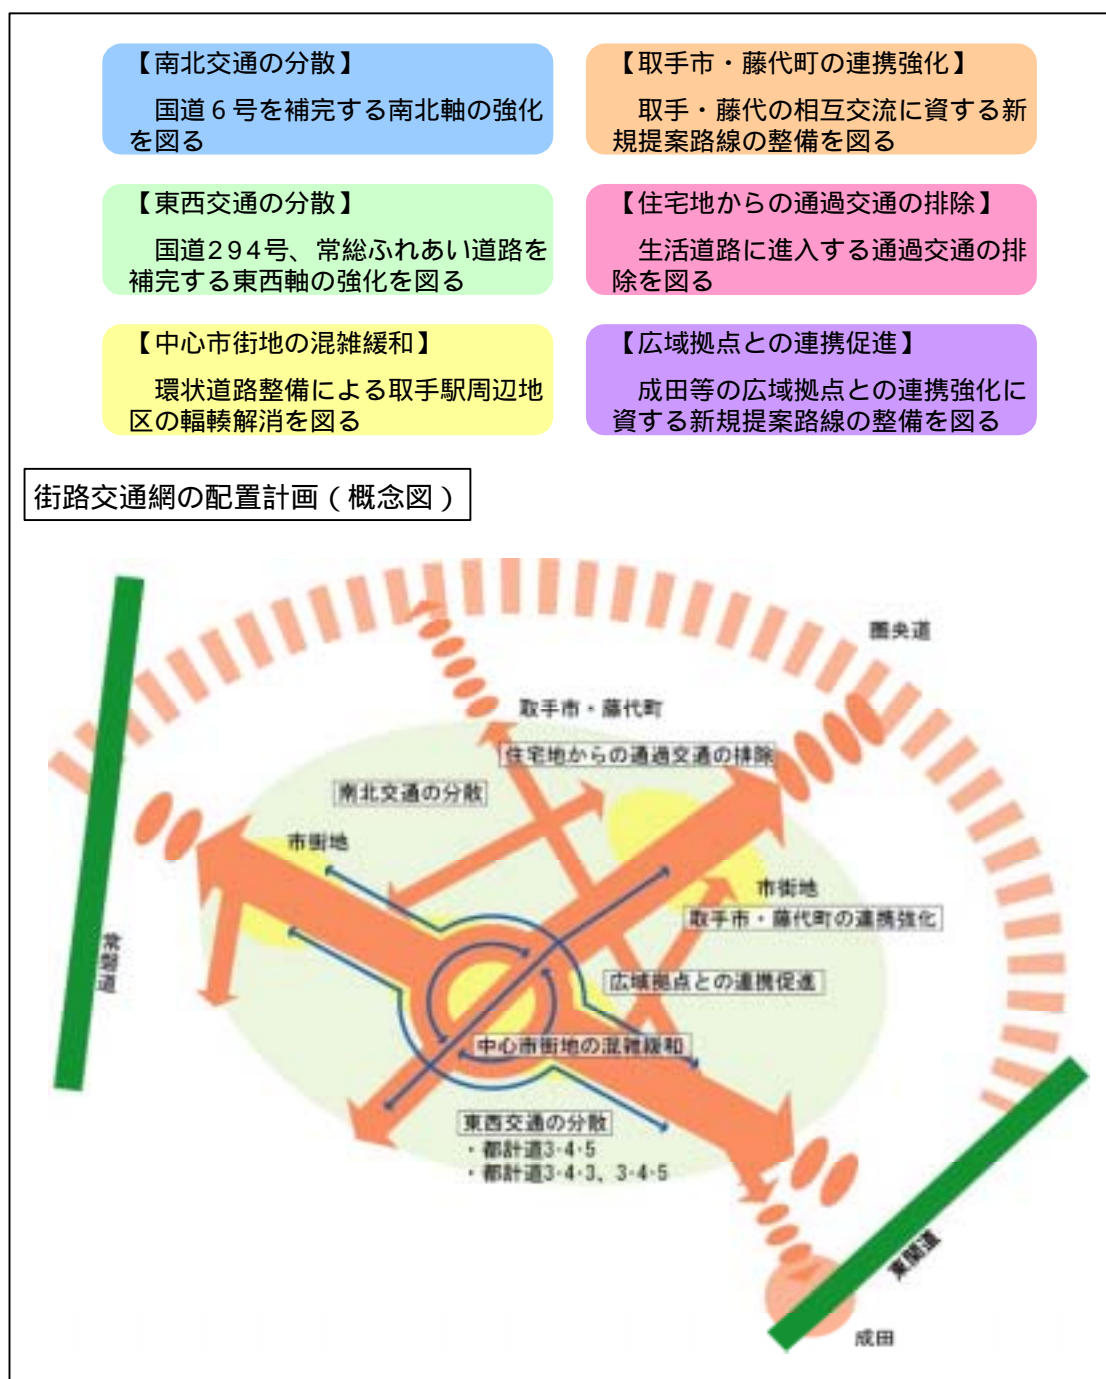 【南北交通の分散】
国道６号を補完する南北軸の強化
を図る
【取手市・藤代町の連携強化】
取手・藤代の相互交流に資する新
規提案路線の整備を図る
【東西交通の分散】
国道294号、常総ふれあい道路を
補完する東西軸の強化を図る
【住宅地からの通過交通の排除】
生活道路に進入する通過交通の排
除を図る
【中心市街地の混雑緩和】
環状道路整備による取手駅周辺地
区の輻輳解消を図る
【広域拠点との連携促進】
成田等の広域拠点との連携強化に
資する新規提案路線の整備を図る
街路交通網の配置計画（概念図）
圏央道
取手市・藤代町
住宅地からの通過交通の排除
南北交通の分散
市街地
市街地
取手市・藤代町の連携強化
常磐道
広域拠点との連携促進
中心市街地の混雑緩和
東西交通の分散
・都計道3・4・5
・都計道3・4・3、3・4・5
東関道
成田